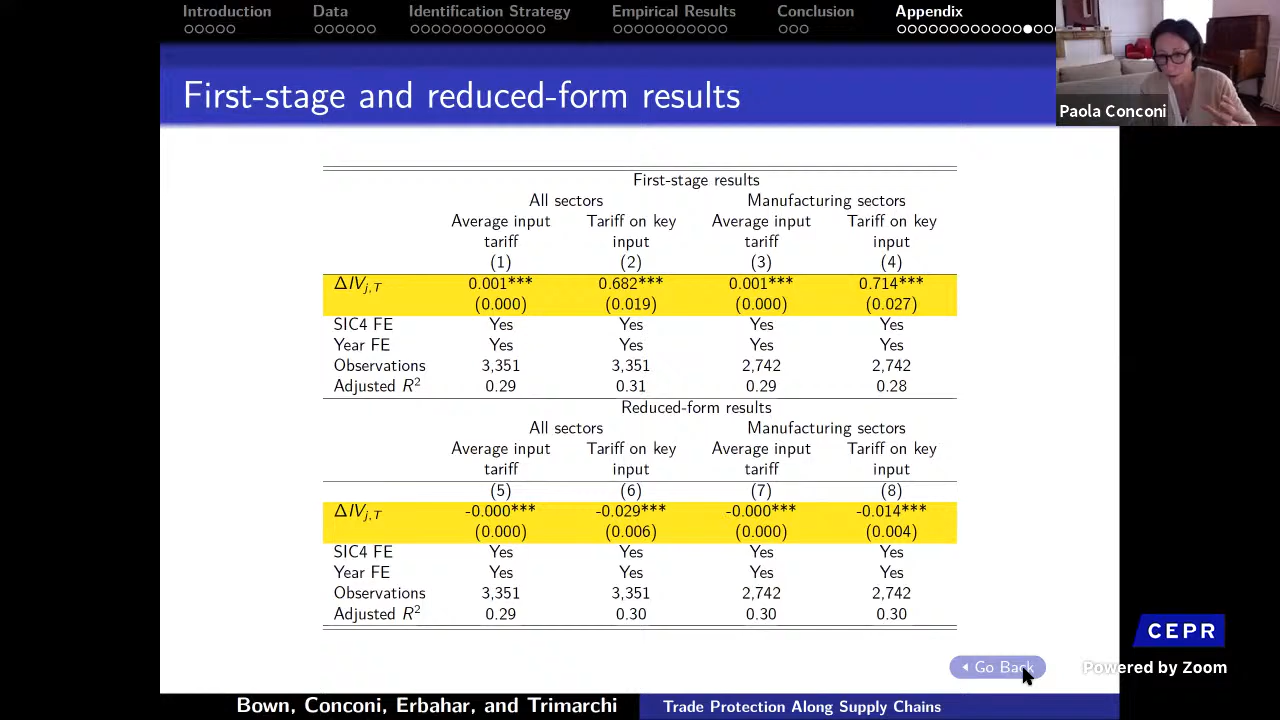 Introduction Data Identification Strategy Empirical Results Conclusion Appendix
First-stage and reduced-form results
Paola Conconi
First-stage results
All sectors Manufacturing sectors
Average input Tariff on key Average input Tariff on key
tariff input tariff input
(1) (2) (3) (4)
ΔIVj,T 0.001*** 0.682*** 0.001*** 0.714***
(0.000) (0.019) (0.000) (0.027)
SIC4 FE Yes Yes Yes Yes
Year FE Yes Yes Yes Yes
Observations 3,351 3,351 2,742 2,742
Adjusted R² 0.29 0.31 0.29 0.28
Reduced-form results
All sectors Manufacturing sectors
Average input Tariff on key Average input Tariff on key
tariff input tariff input
(5) (6) (7) (8)
ΔIVj,T -0.000*** -0.029*** -0.000*** -0.014***
(0.000) (0.006) (0.000) (0.004)
SIC4 FE Yes Yes Yes Yes
Year FE Yes Yes Yes Yes
Observations 3,351 3,351 2,742 2,742
Adjusted R² 0.29 0.30 0.30 0.30
CEPR
Go Back
Powered by Zoom
Bown, Conconi, Erbahar, and Trimarchi Trade Protection Along Supply Chains